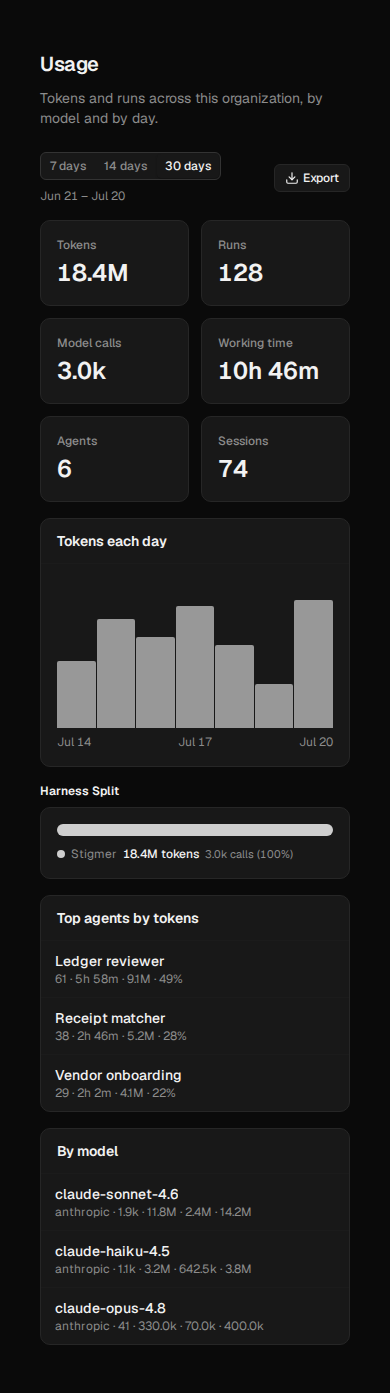 Usage
Tokens and runs across this organization, by
model and by day.
7 days 14 days 30 days
Export
Jun 21 – Jul 20
Tokens Runs
18.4M 128
Model calls Working time
3.0k 10h 46m
Agents Sessions
6 74
Tokens each day
Jul 14 Jul 17 Jul 20
Harness Split
Stigmer 18.4M tokens 3.0k calls (100%)
Top agents by tokens
Ledger reviewer
61 · 5h 58m · 9.1M · 49%
Receipt matcher
38 · 2h 46m · 5.2M · 28%
Vendor onboarding
29 · 2h 2m · 4.1M · 22%
By model
claude-sonnet-4.6
anthropic · 1.9k · 11.8M · 2.4M · 14.2M
claude-haiku-4.5
anthropic · 1.1k · 3.2M · 642.5k · 3.8M
claude-opus-4.8
anthropic · 41 · 330.0k · 70.0k · 400.0k